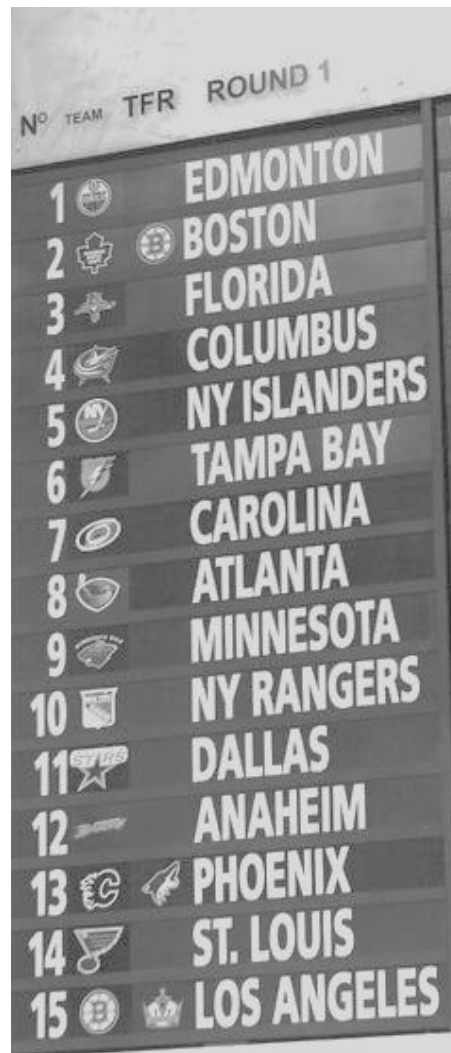 Nº TEAM TFR ROUND 1
1 EDMONTON
2 B BOSTON
3 FLORIDA
4 COLUMBUS
5 NY NY ISLANDERS
6 TAMPA BAY
7 CAROLINA
8 ATLANTA
9 MINNESOTA
10 NY RANGERS
11 STARS DALLAS
12 ANAHEIM
13 C PHOENIX
14 ST. LOUIS
15 B LOS ANGELES